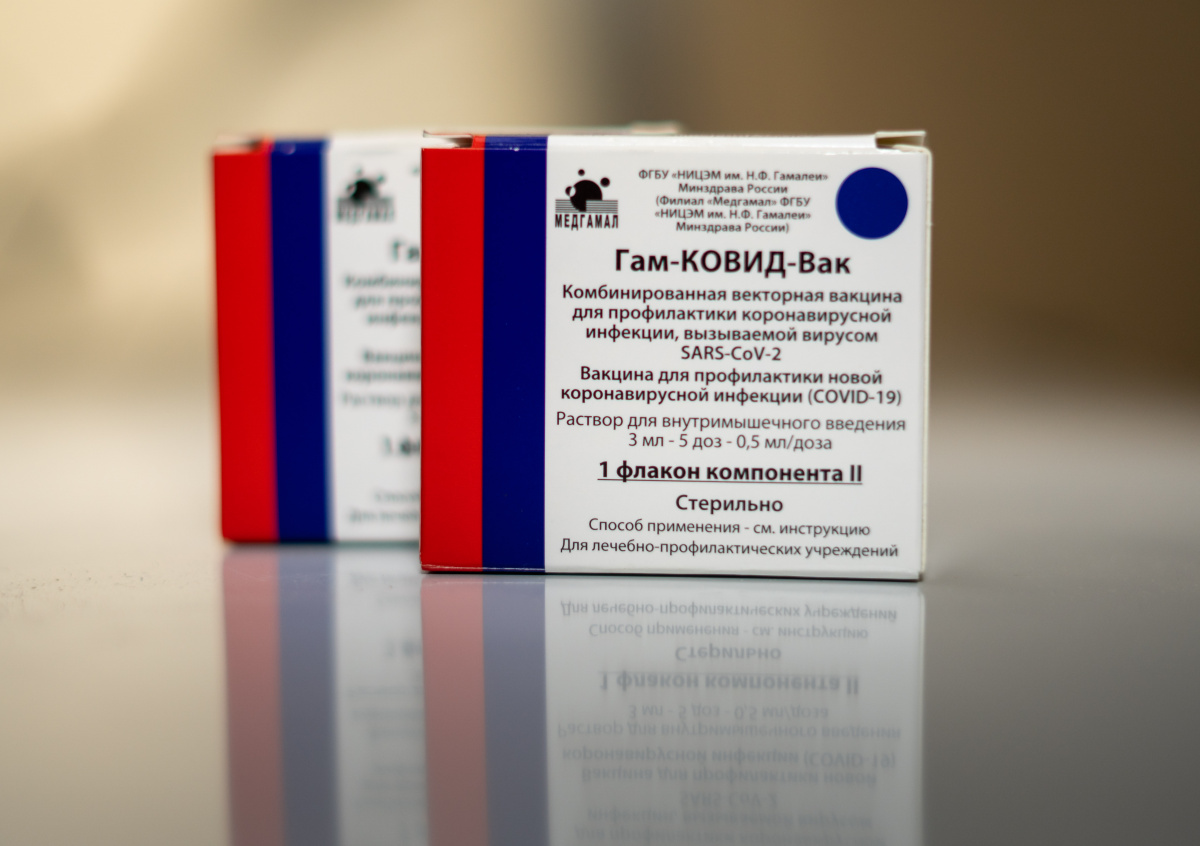 МЕДГАМАЛ
ФГБУ «НИЦЭМ им. Н.Ф. Гамалеи»
Минздрава России
(Филиал «Медгамал» ФГБУ
«НИЦЭМ им. Н.Ф. Гамалеи»
Минздрава России)
Гам-КОВИД-Вак
Комбинированная векторная вакцина
для профилактики коронавирусной
инфекции, вызываемой вирусом
SARS-CoV-2
Вакцина для профилактики новой
коронавирусной инфекции (COVID-19)
Раствор для внутримышечного введения
3 мл - 5 доз - 0,5 мл/доза
1 флакон компонента II
Стерильно
Способ применения - см. инструкцию
Для лечебно-профилактических учреждений